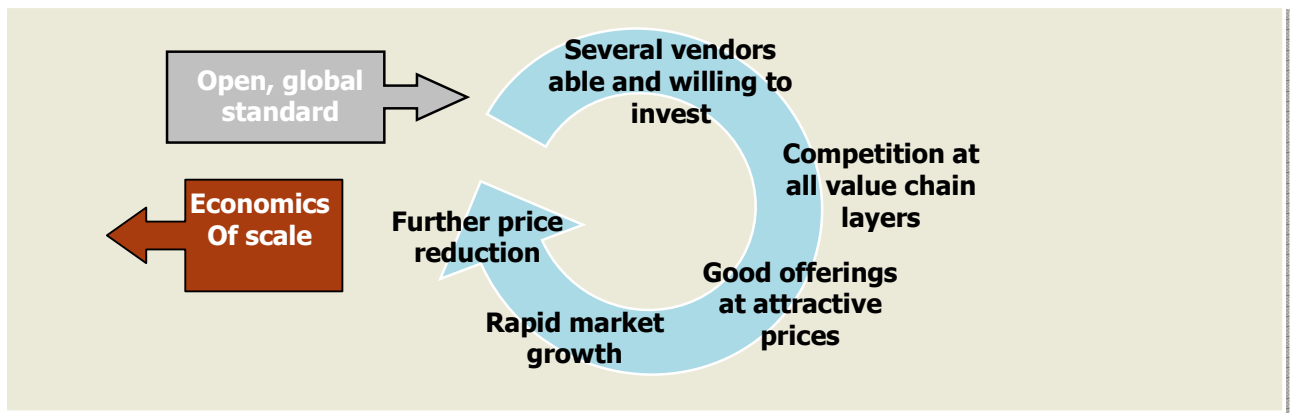 Open, global
standard
Several vendors
able and willing to
invest
Competition at
all value chain
layers
Good offerings
at attractive
prices
Rapid market
growth
Further price
reduction
Economics
Of scale